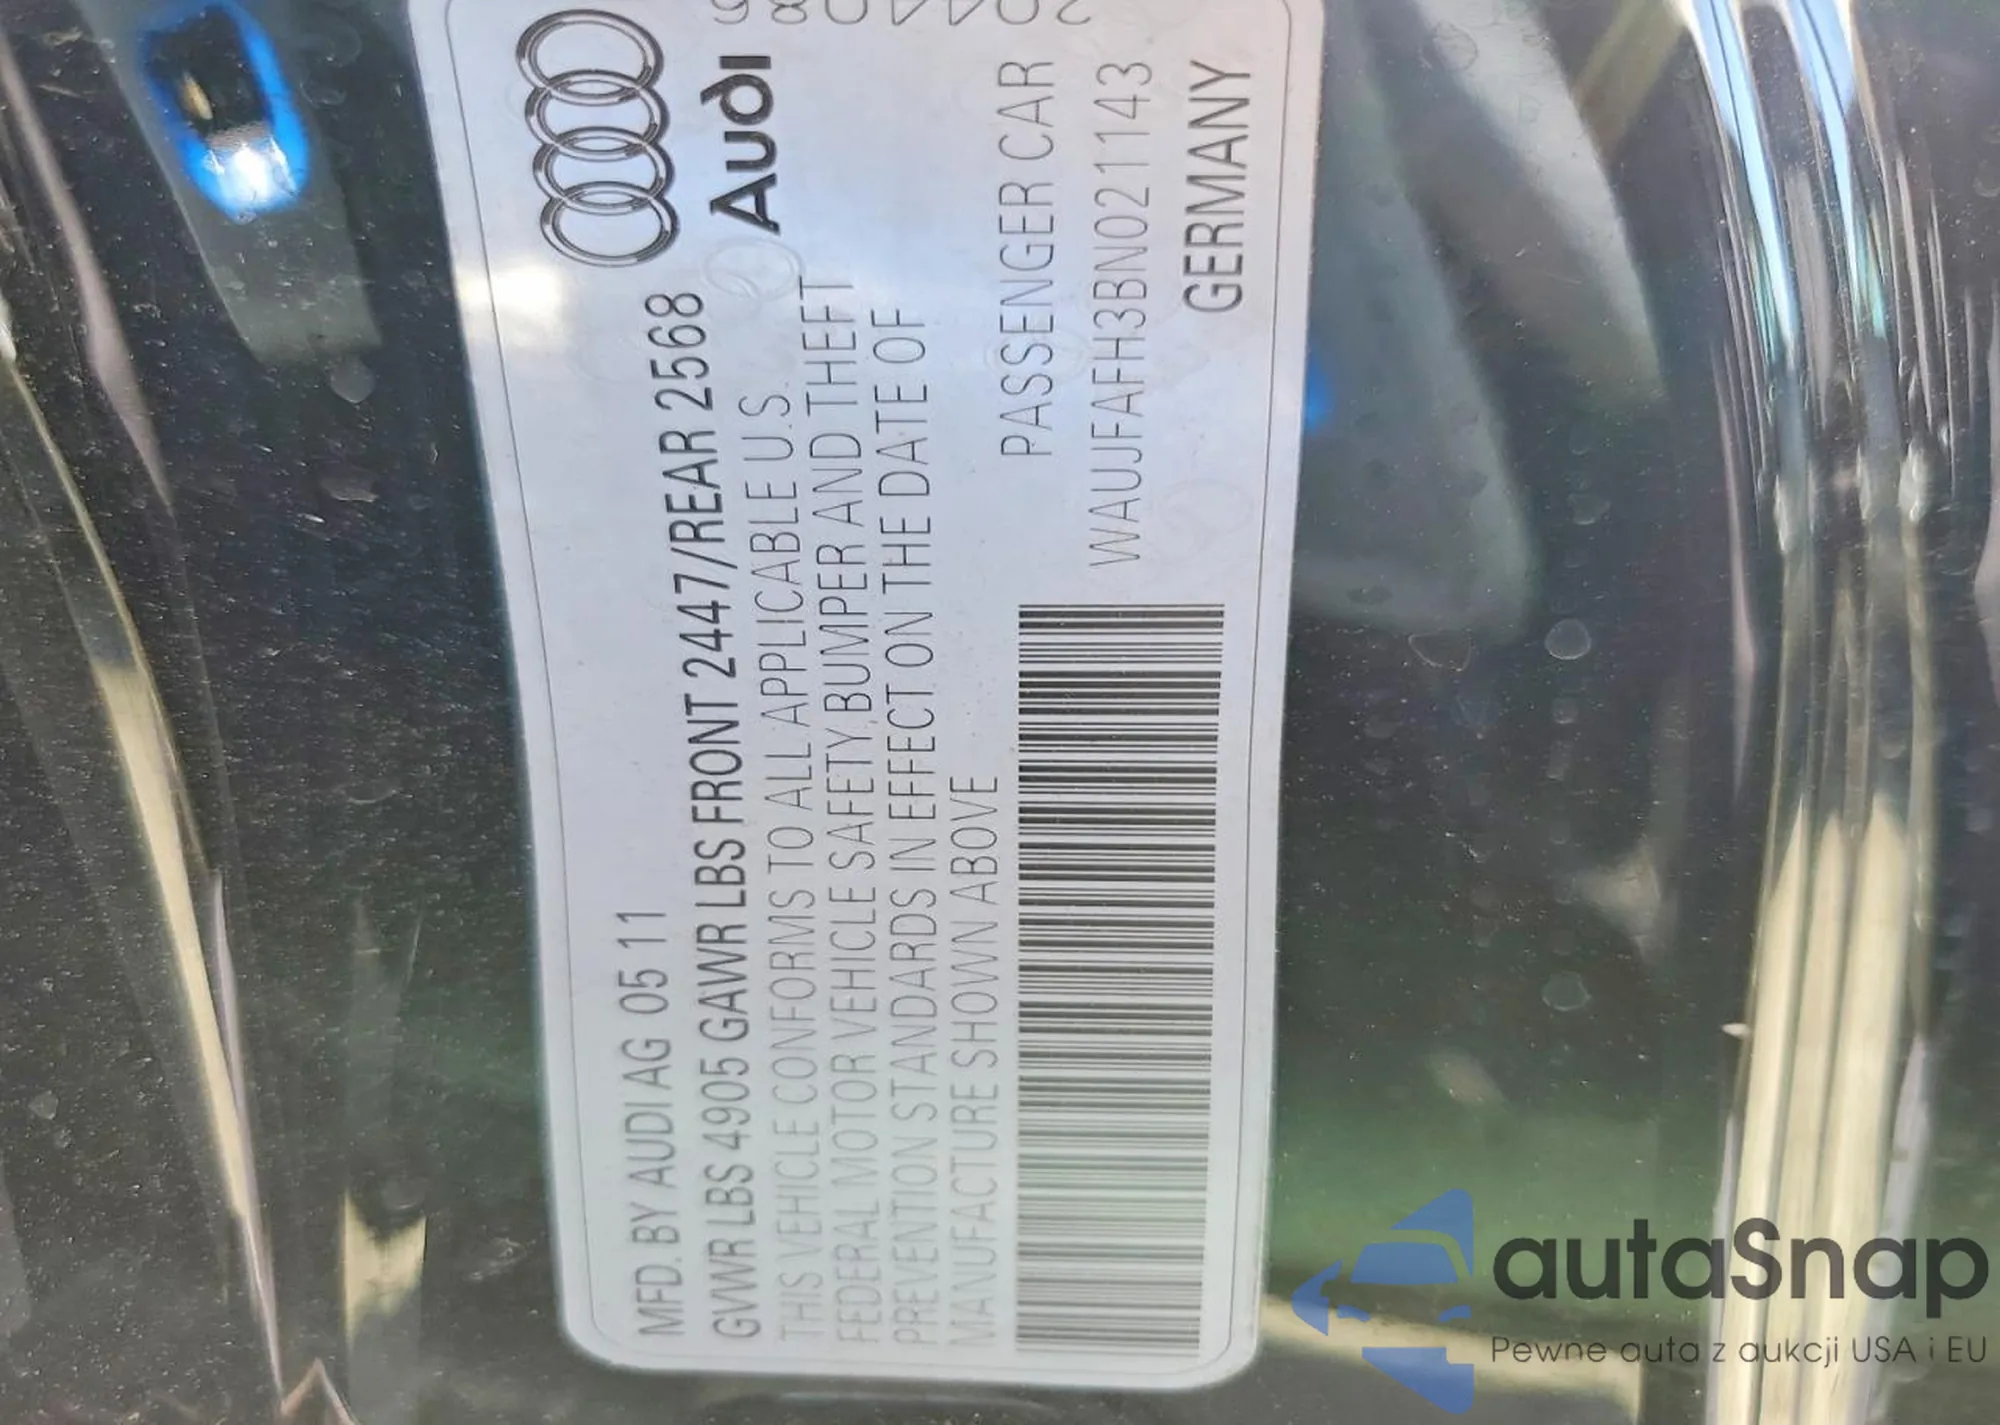 MFD. BY AUDI AG 05 11
GVWR LBS 4905 GAWR LBS FRONT 2447/REAR 2568
THIS VEHICLE CONFORMS TO ALL APPLICABLE U.S.
FEDERAL MOTOR VEHICLE SAFETY,BUMPER AND THEFT
PREVENTION STANDARDS IN EFFECT ON THE DATE OF
MANUFACTURE SHOWN ABOVE
Audi
PASSENGER CAR
WAUJFAFH3BN021143
GERMANY
autaSnap
Pewne auta z aukcji USA i EU